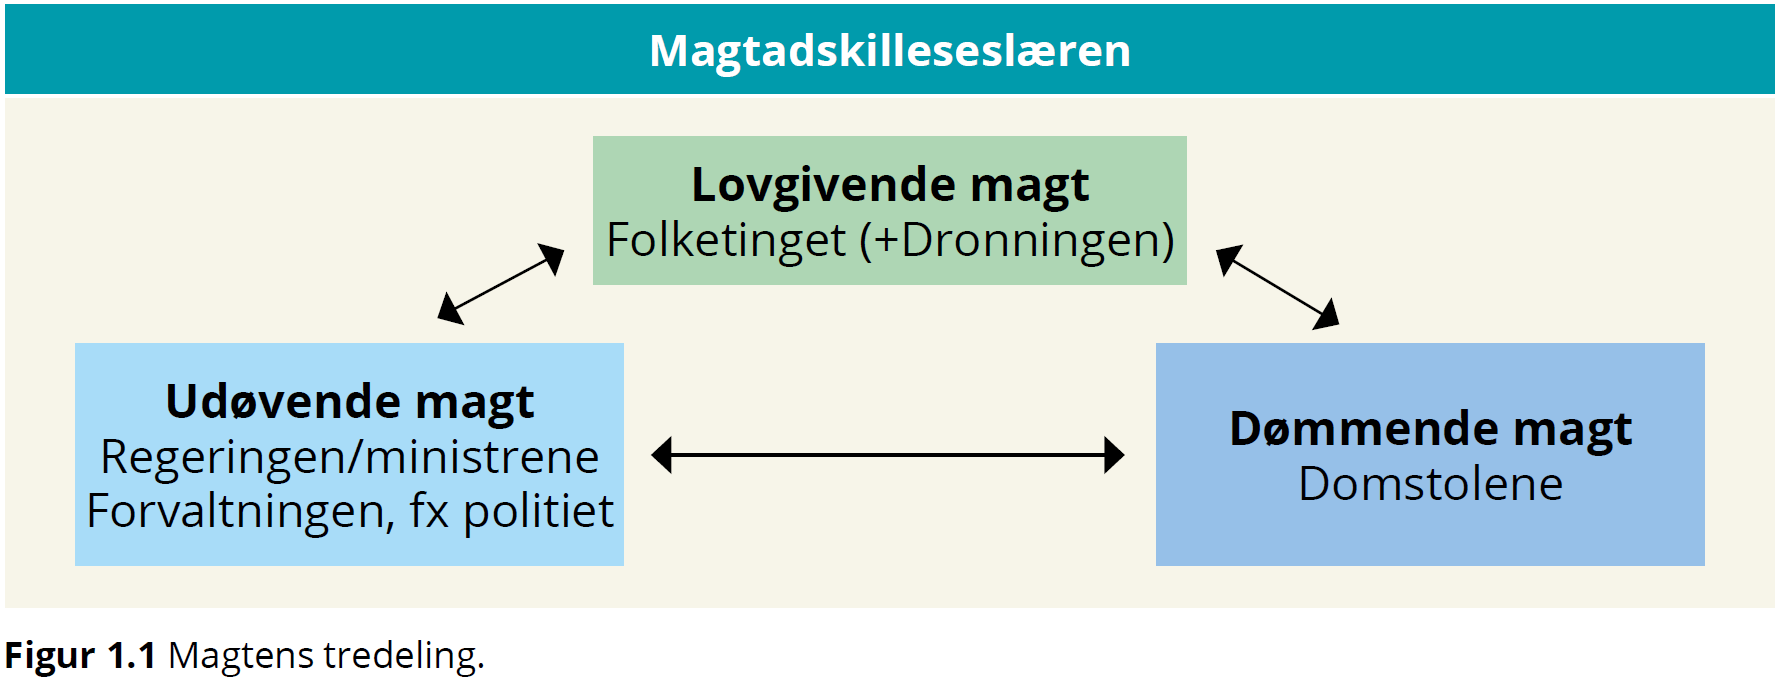 Magtadskilleseslæren
Lovgivende magt
Folketinget (+Dronningen)
Udøvende magt
Regeringen/ministrene
Forvaltningen, fx politiet
Dømmende magt
Domstolene
Figur 1.1 Magtens tredeling.